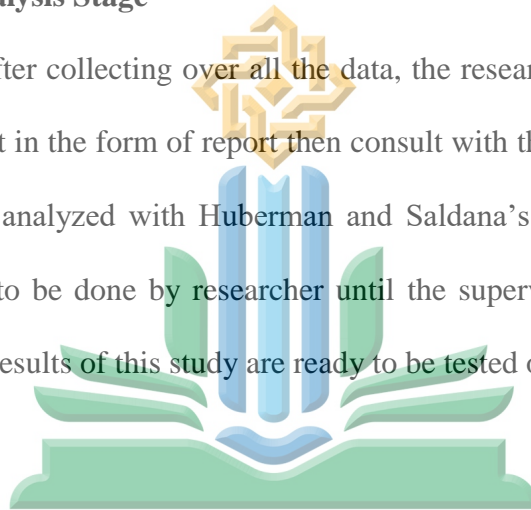 alysis Stage
fter collecting over all the data, the resear
t in the form of report then consult with th
analyzed with Huberman and Saldana’s
to be done by researcher until the superv
esults of this study are ready to be tested o